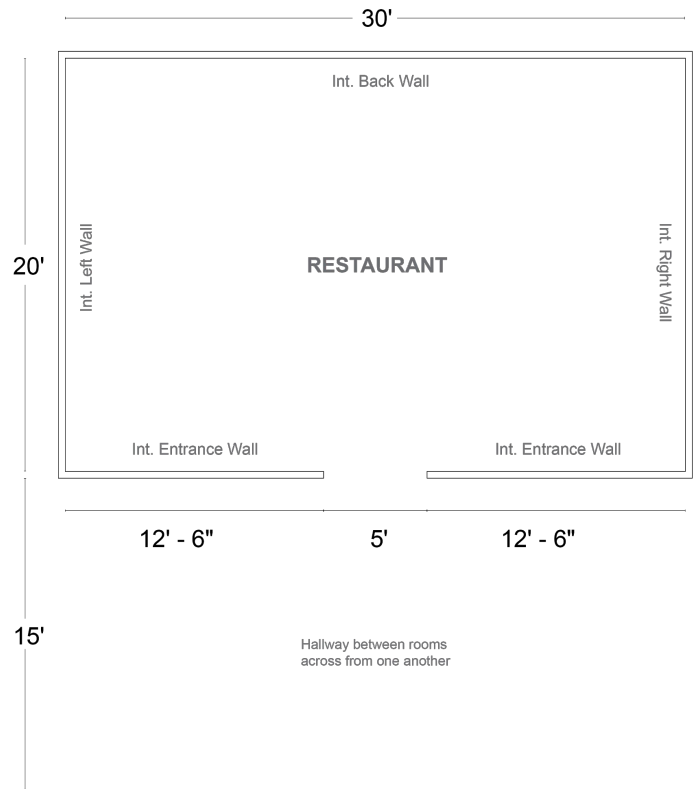 30'
Int. Back Wall
Int. Left Wall
RESTAURANT
Int. Right Wall
20'
Int. Entrance Wall
Int. Entrance Wall
12' - 6"
5'
12' - 6"
15'
Hallway between rooms
across from one another